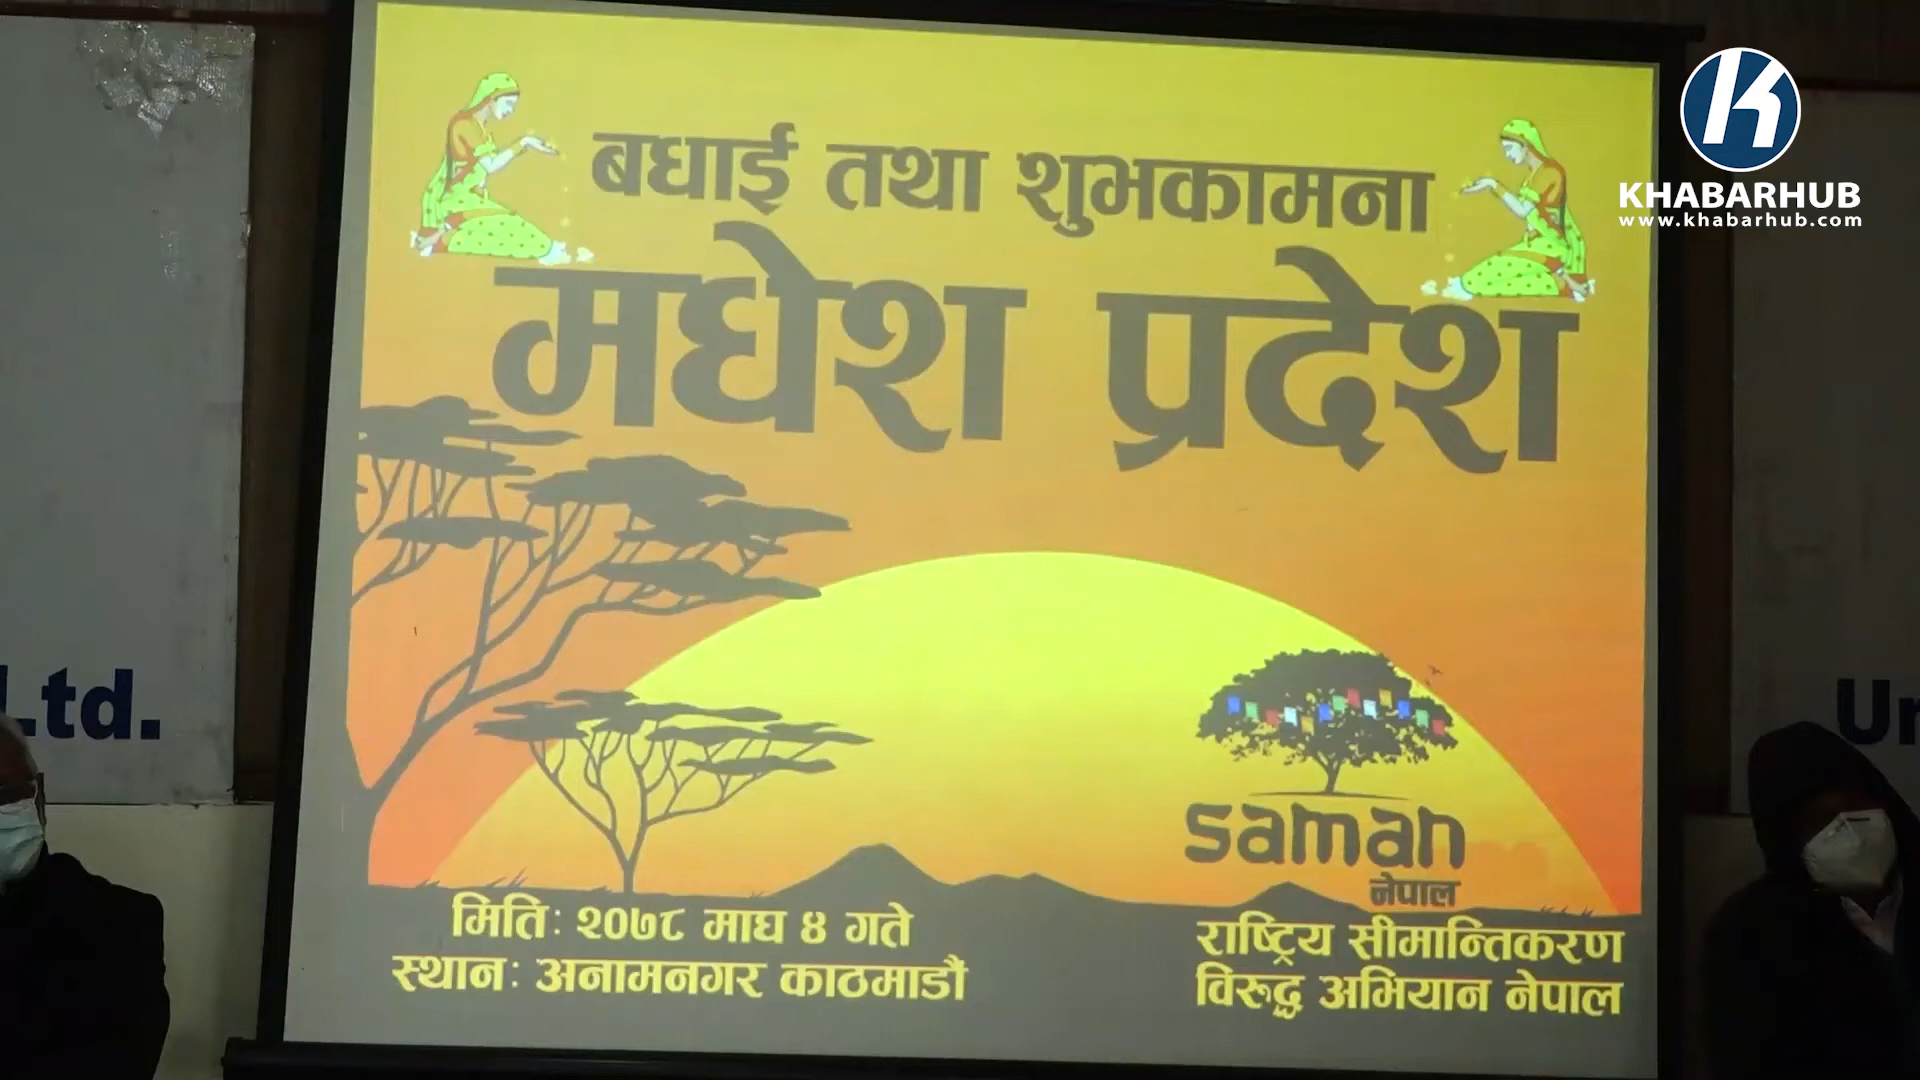 KHABARHUB
www.khabarhub.com
बधाई तथा शुभकामना
मधेश प्रदेश
Ltd.
Un
saman
नेपाल
मिति: २०७८ माघ ४ गते
स्थान: अनामनगर काठमाडौं
राष्ट्रिय सीमान्तिकरण
विरुद्ध अभियान नेपाल